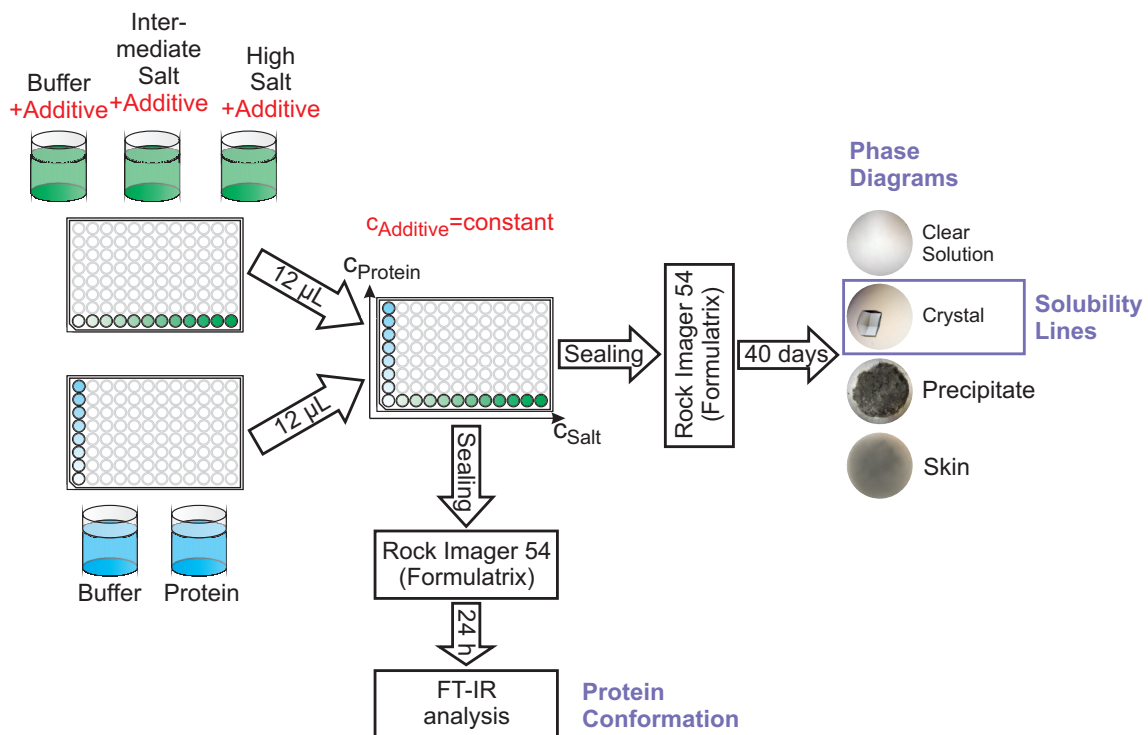 Buffer
+Additive
Inter-
mediate
Salt
+Additive
High
Salt
+Additive
12 µL
12 µL
Buffer
Protein
cAdditive=constant
cProtein
cSalt
Sealing
Rock Imager 54
(Formulatrix)
40 days
Phase
Diagrams
Clear
Solution
Crystal
Solubility
Lines
Precipitate
Skin
Sealing
Rock Imager 54
(Formulatrix)
24 h
FT-IR
analysis
Protein
Conformation